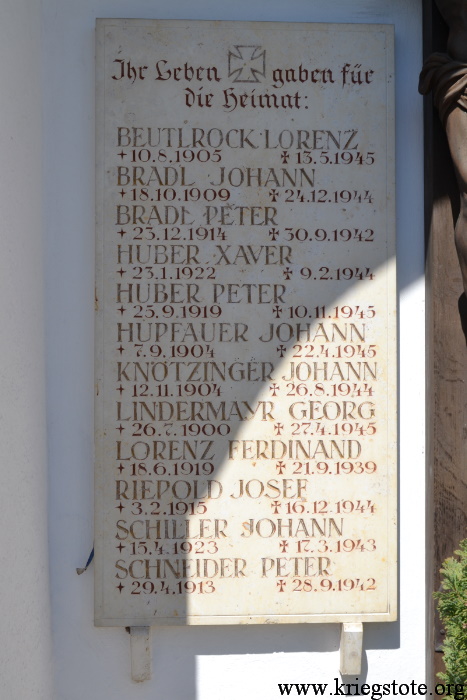 Ihr Leben gaben für
die Heimat:
BEUTLROCK LORENZ
10.8.1905 13.5.1945
BRADL JOHANN
18.10.1909 24.12.1944
BRADL PETER
23.12.1914 30.9.1942
HUBER XAVER
23.1.1922 9.2.1944
HUBER PETER
25.9.1919 10.11.1945
HUPFAUER JOHANN
7.9.1904 22.4.1945
KNÖTZINGER JOHANN
12.11.1904 26.8.1944
LINDERMAYR GEORG
26.7.1900 27.4.1945
LORENZ FERDINAND
18.6.1919 21.9.1939
RIEPOLD JOSEF
3.2.1915 16.12.1944
SCHILLER JOHANN
15.4.1923 17.3.1943
SCHNEIDER PETER
29.4.1913 28.9.1942
www.kriegstote.org